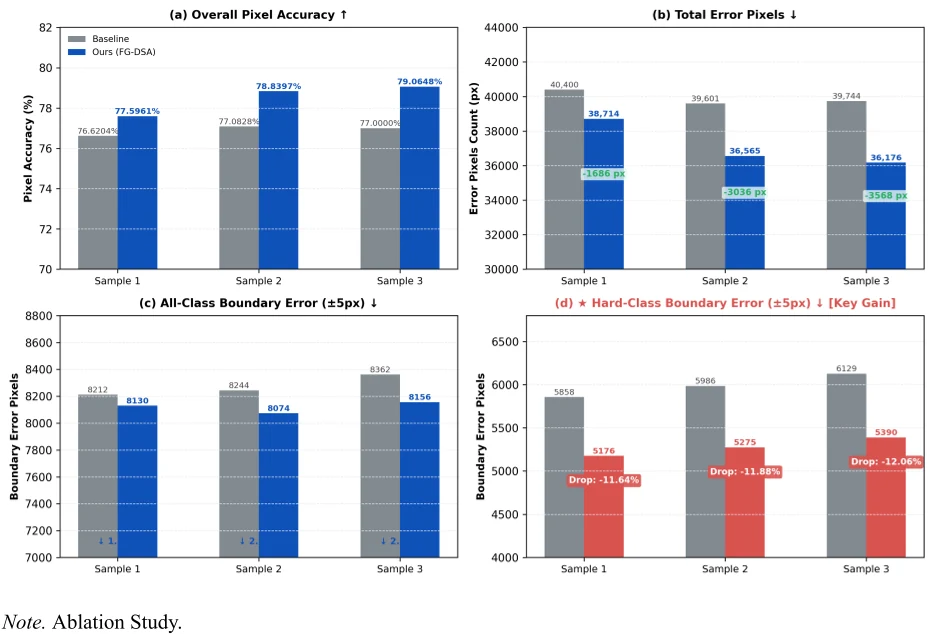 (a) Overall Pixel Accuracy ↑
82
80
78
76
74
72
70
Pixel Accuracy (%)
Baseline
Ours (FG-DSA)
76.6204%
77.5961%
77.0828%
78.8397%
77.0000%
79.0648%
Sample 1
Sample 2
Sample 3
(b) Total Error Pixels ↓
44000
42000
40000
38000
36000
34000
32000
30000
Error Pixels Count (px)
40,400
38,714
-1686 px
39,601
36,565
-3036 px
39,744
36,176
-3568 px
Sample 1
Sample 2
Sample 3
(c) All-Class Boundary Error (±5px) ↓
8800
8600
8400
8200
8000
7800
7600
7400
7200
7000
Boundary Error Pixels
8212
8130
8244
8074
8362
8156
↓ 1.
↓ 2.
↓ 2.
Sample 1
Sample 2
Sample 3
(d) ★ Hard-Class Boundary Error (±5px) ↓ [Key Gain]
6500
6000
5500
5000
4500
4000
Boundary Error Pixels
5858
5176
Drop: -11.64%
5986
5275
Drop: -11.88%
6129
5390
Drop: -12.06%
Sample 1
Sample 2
Sample 3
Note. Ablation Study.